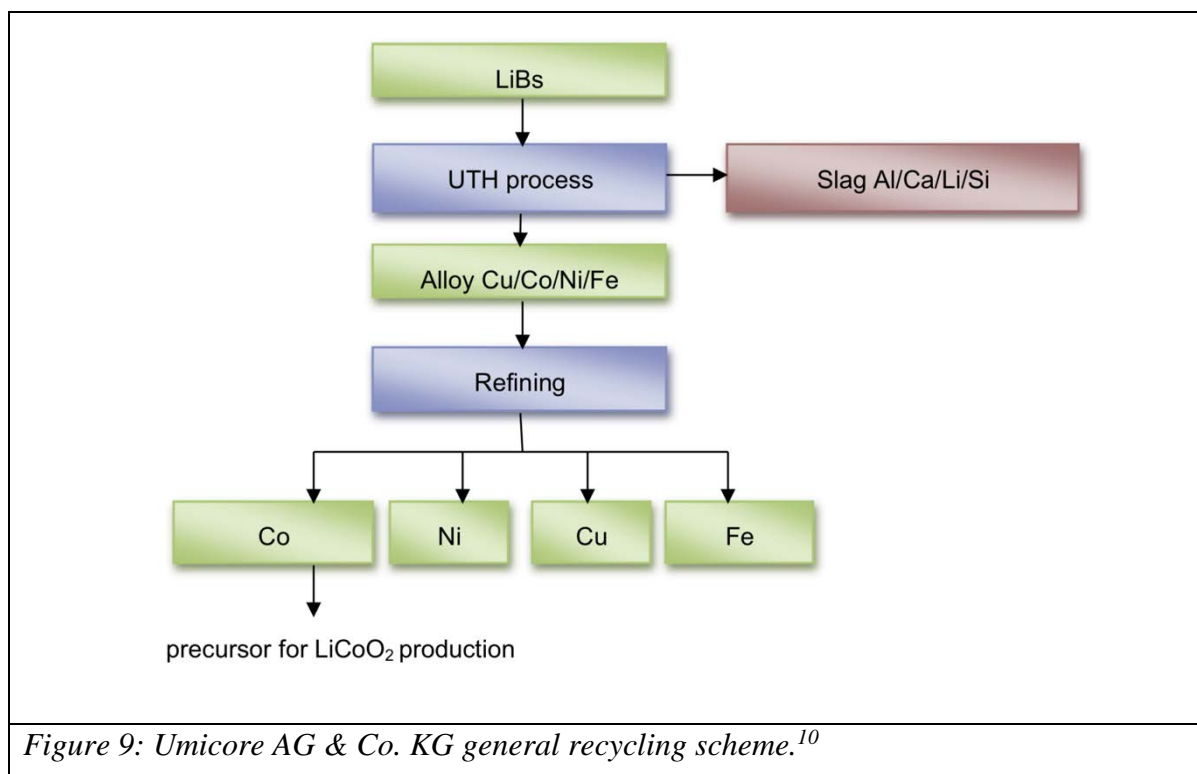 LiBs
UTH process
Slag Al/Ca/Li/Si
Alloy Cu/Co/Ni/Fe
Refining
Co
Ni
Cu
Fe
precursor for LiCoO₂ production
Figure 9: Umicore AG & Co. KG general recycling scheme.¹⁰